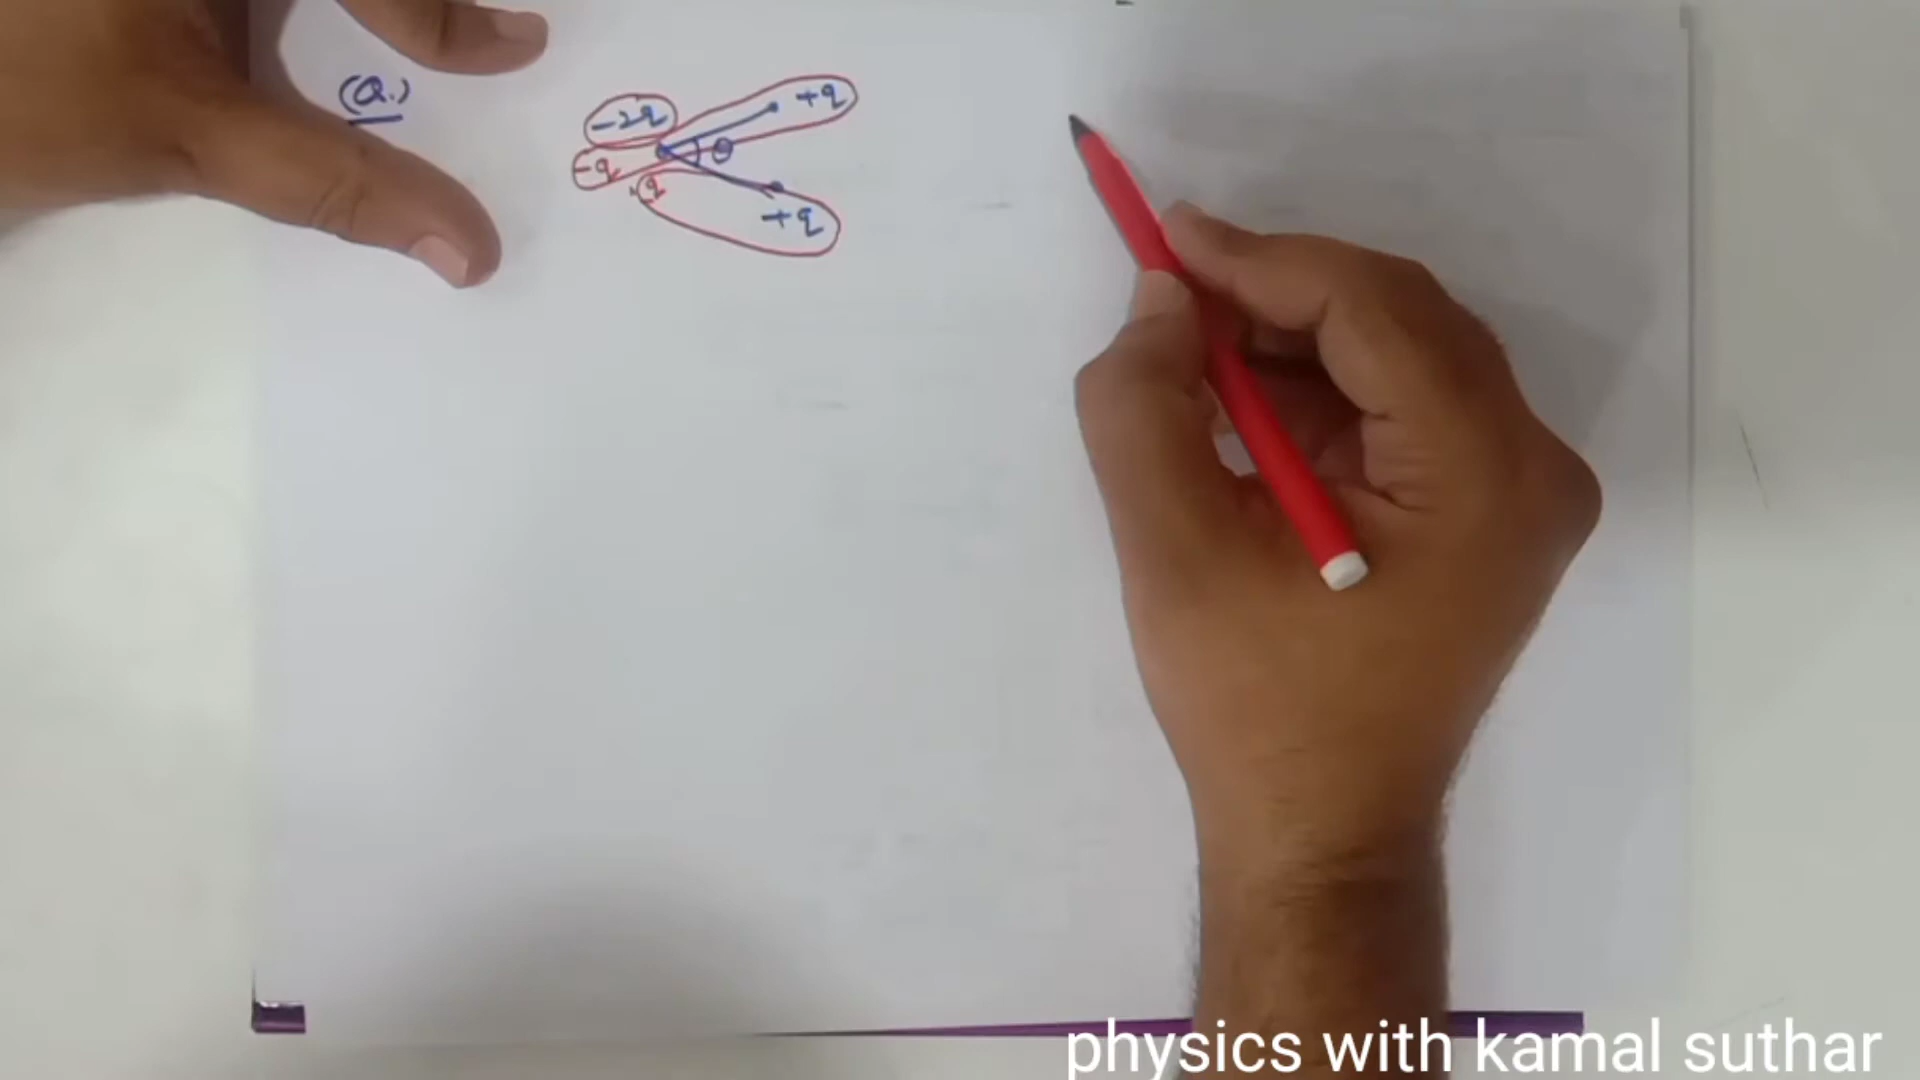 (Q.)
-2q
+q
θ
-q
-q
+q
physics with kamal suthar